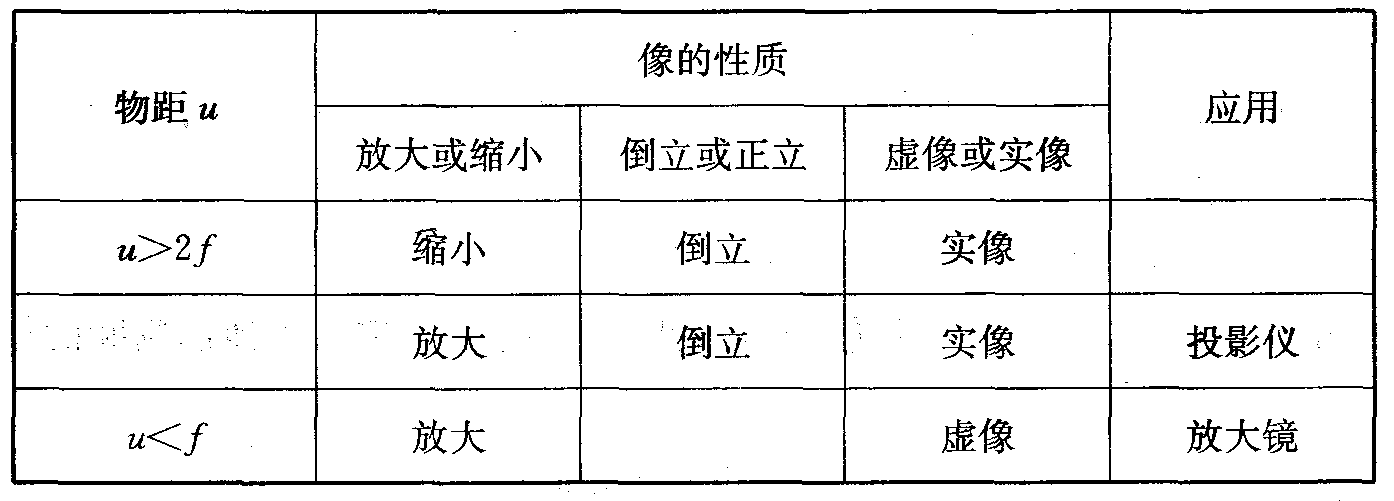 物距 u
像的性质
应用
放大或缩小
倒立或正立
虚像或实像
u>2f
缩小
倒立
实像
放大
倒立
实像
投影仪
u<f
放大
虚像
放大镜